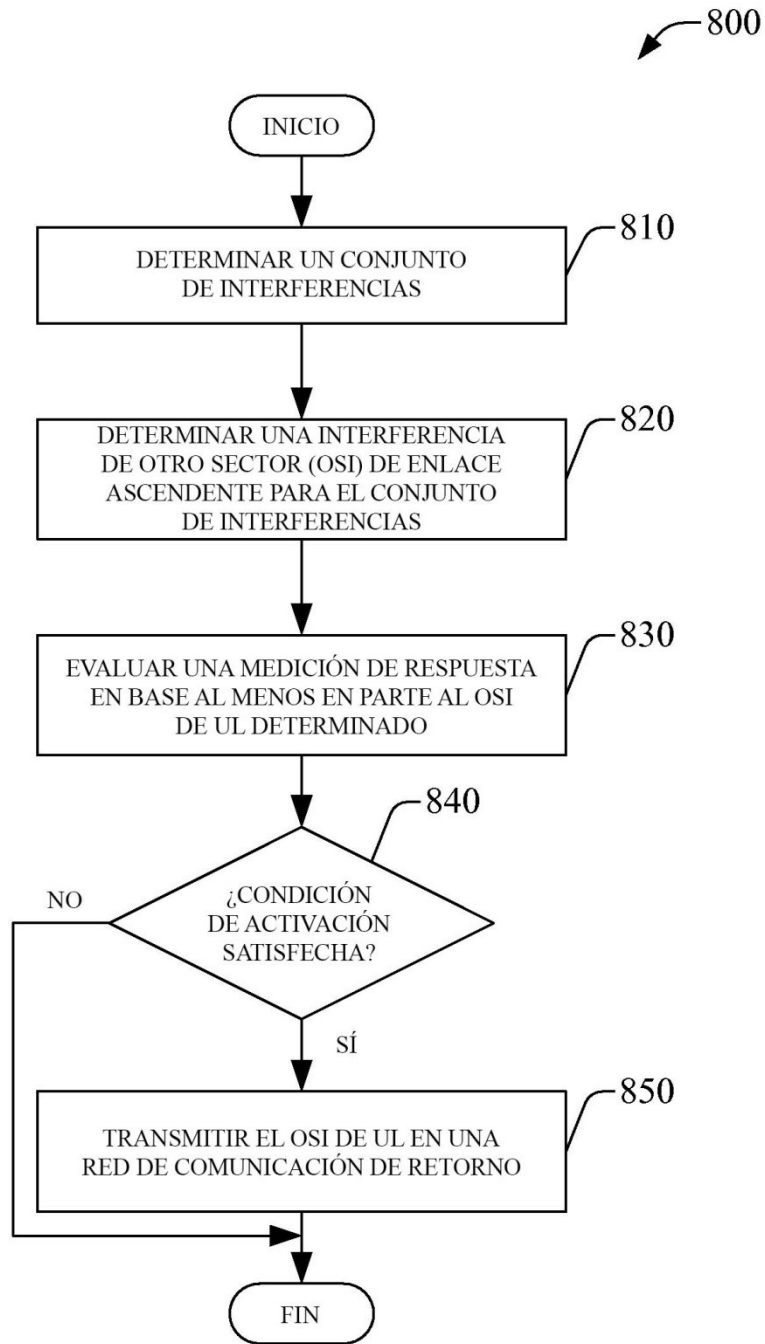 800
INICIO
810
DETERMINAR UN CONJUNTO
DE INTERFERENCIAS
820
DETERMINAR UNA INTERFERENCIA
DE OTRO SECTOR (OSI) DE ENLACE
ASCENDENTE PARA EL CONJUNTO
DE INTERFERENCIAS
830
EVALUAR UNA MEDICIÓN DE RESPUESTA
EN BASE AL MENOS EN PARTE AL OSI
DE UL DETERMINADO
840
NO
¿CONDICIÓN
DE ACTIVACIÓN
SATISFECHA?
SÍ
850
TRANSMITIR EL OSI DE UL EN UNA
RED DE COMUNICACIÓN DE RETORNO
FIN